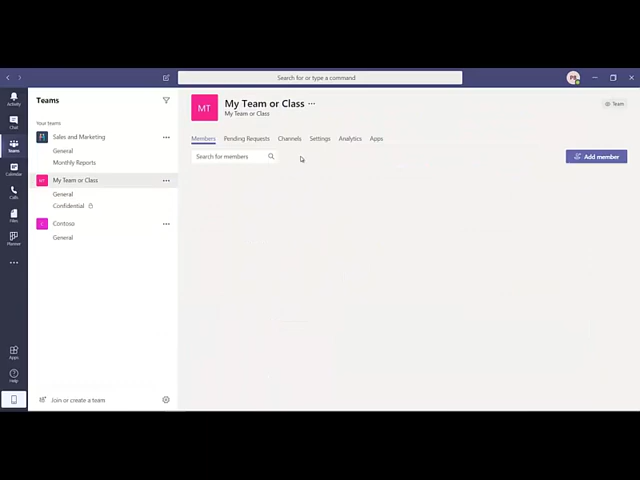 Search for or type a command
Activity
Chat
Teams
Calendar
Calls
Files
Planner
Apps
Help
Teams
Your teams
Sales and Marketing
General
Monthly Reports
MT
My Team or Class
General
Confidential
Contoso
General
Join or create a team
MT
My Team or Class
My Team or Class
Team
Members Pending Requests Channels Settings Analytics Apps
Search for members
Add member